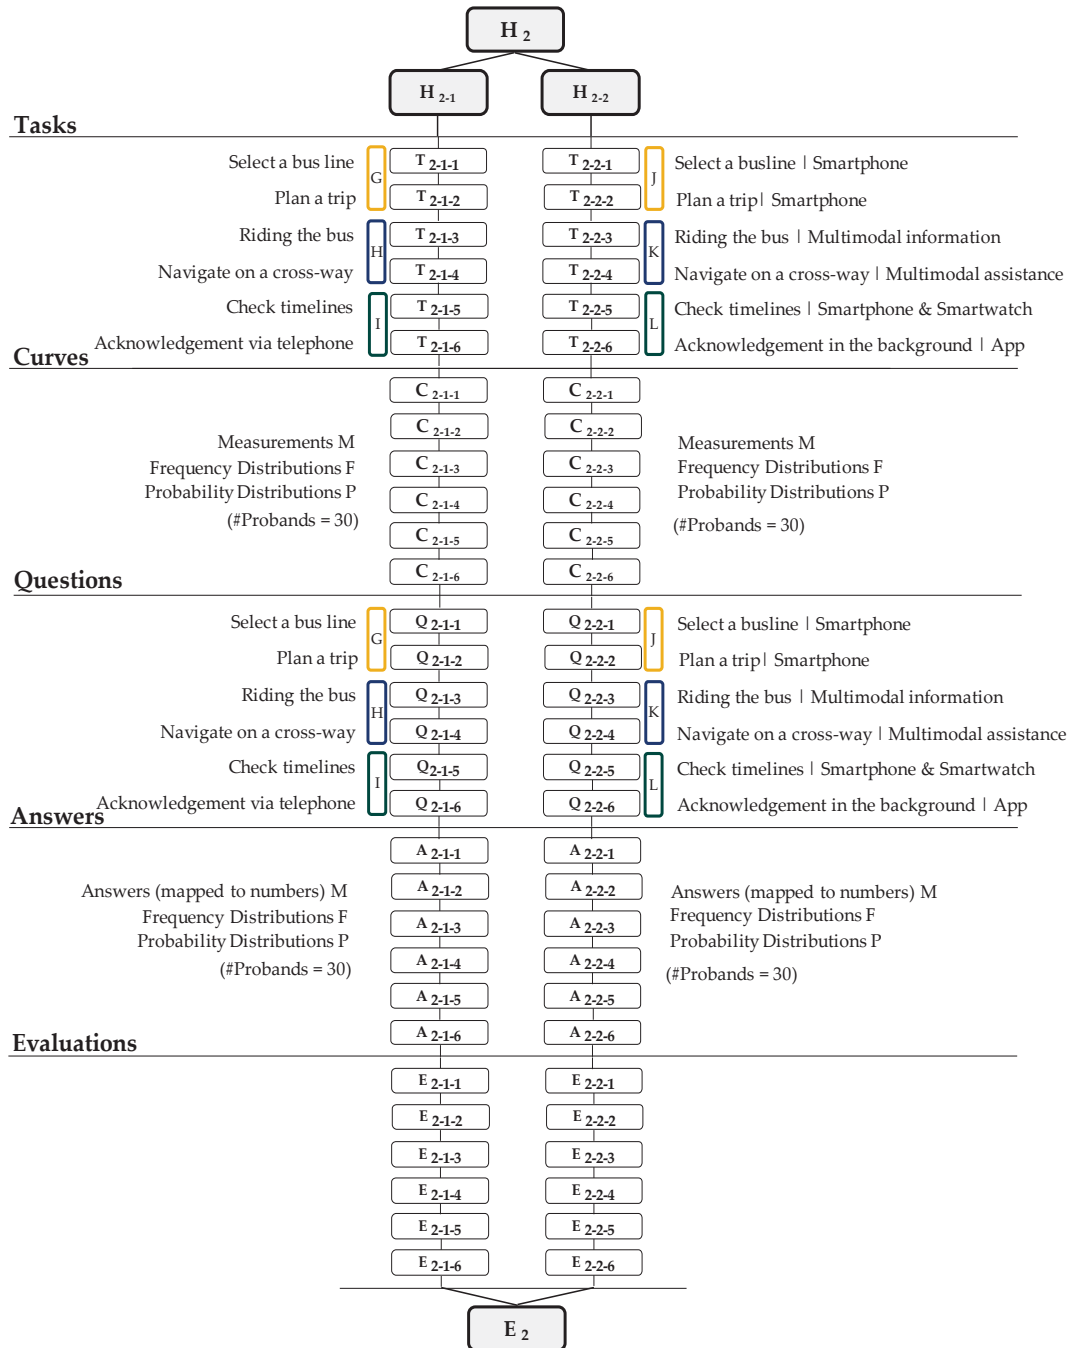 H 2
H 2-1
H 2-2
Tasks
Select a bus line
G
T 2-1-1
T 2-2-1
J
Select a busline | Smartphone
Plan a trip
T 2-1-2
T 2-2-2
Plan a trip| Smartphone
Riding the bus
H
T 2-1-3
T 2-2-3
K
Riding the bus | Multimodal information
Navigate on a cross-way
T 2-1-4
T 2-2-4
Navigate on a cross-way | Multimodal assistance
Check timelines
I
T 2-1-5
T 2-2-5
L
Check timelines | Smartphone & Smartwatch
Acknowledgement via telephone
T 2-1-6
T 2-2-6
Acknowledgement in the background | App
Curves
C 2-1-1
C 2-2-1
C 2-1-2
C 2-2-2
Measurements M
Measurements M
Frequency Distributions F
C 2-1-3
C 2-2-3
Frequency Distributions F
Probability Distributions P
C 2-1-4
C 2-2-4
Probability Distributions P
(#Probands = 30)
C 2-1-5
C 2-2-5
(#Probands = 30)
C 2-1-6
C 2-2-6
Questions
Select a bus line
G
Q 2-1-1
Q 2-2-1
J
Select a busline | Smartphone
Plan a trip
Q 2-1-2
Q 2-2-2
Plan a trip| Smartphone
Riding the bus
H
Q 2-1-3
Q 2-2-3
K
Riding the bus | Multimodal information
Navigate on a cross-way
Q 2-1-4
Q 2-2-4
Navigate on a cross-way | Multimodal assistance
Check timelines
I
Q2-1-5
Q 2-2-5
L
Check timelines | Smartphone & Smartwatch
Acknowledgement via telephone
Q 2-1-6
Q 2-2-6
Acknowledgement in the background | App
Answers
A 2-1-1
A 2-2-1
Answers (mapped to numbers) M
A 2-1-2
A 2-2-2
Answers (mapped to numbers) M
Frequency Distributions F
A 2-1-3
A 2-2-3
Frequency Distributions F
Probability Distributions P
Probability Distributions P
(#Probands = 30)
A 2-1-4
A 2-2-4
(#Probands = 30)
A 2-1-5
A 2-2-5
A 2-1-6
A 2-2-6
Evaluations
E 2-1-1
E 2-2-1
E 2-1-2
E 2-2-2
E 2-1-3
E 2-2-3
E 2-1-4
E 2-2-4
E 2-1-5
E 2-2-5
E 2-1-6
E 2-2-6
E 2